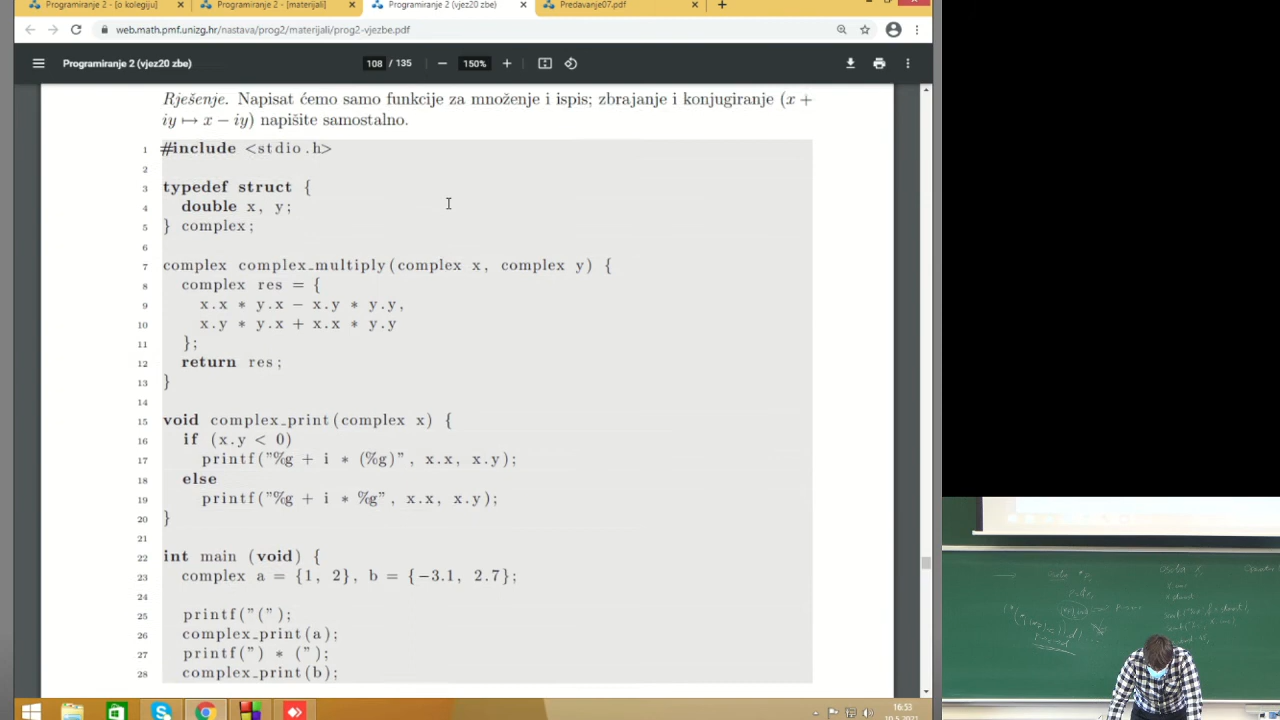 Programiranje 2 - [o kolegiju]
Programiranje 2 - [materijali]
Programiranje 2 (vjez20 zbe)
Predavanje07.pdf
web.math.pmf.unizg.hr/nastava/prog2/materijali/prog2-vjezbe.pdf
Programiranje 2 (vjez20 zbe)
108 / 135
150%
Rješenje. Napisat ćemo samo funkcije za množenje i ispis; zbrajanje i konjugiranje (x +
iy ↦ x − iy) napišite samostalno.
1 #include <stdio.h>
2
3 typedef struct {
4 double x, y;
5 } complex;
6
7 complex complex_multiply(complex x, complex y) {
8 complex res = {
9 x.x * y.x − x.y * y.y,
10 x.y * y.x + x.x * y.y
11 };
12 return res;
13 }
14
15 void complex_print(complex x) {
16 if (x.y < 0)
17 printf("%g + i * (%g)", x.x, x.y);
18 else
19 printf("%g + i * %g", x.x, x.y);
20 }
21
22 int main (void) {
23 complex a = {1, 2}, b = {−3.1, 2.7};
24
25 printf("(");
26 complex_print(a);
27 printf(") * (");
28 complex_print(b);
16:53
10.5.2021